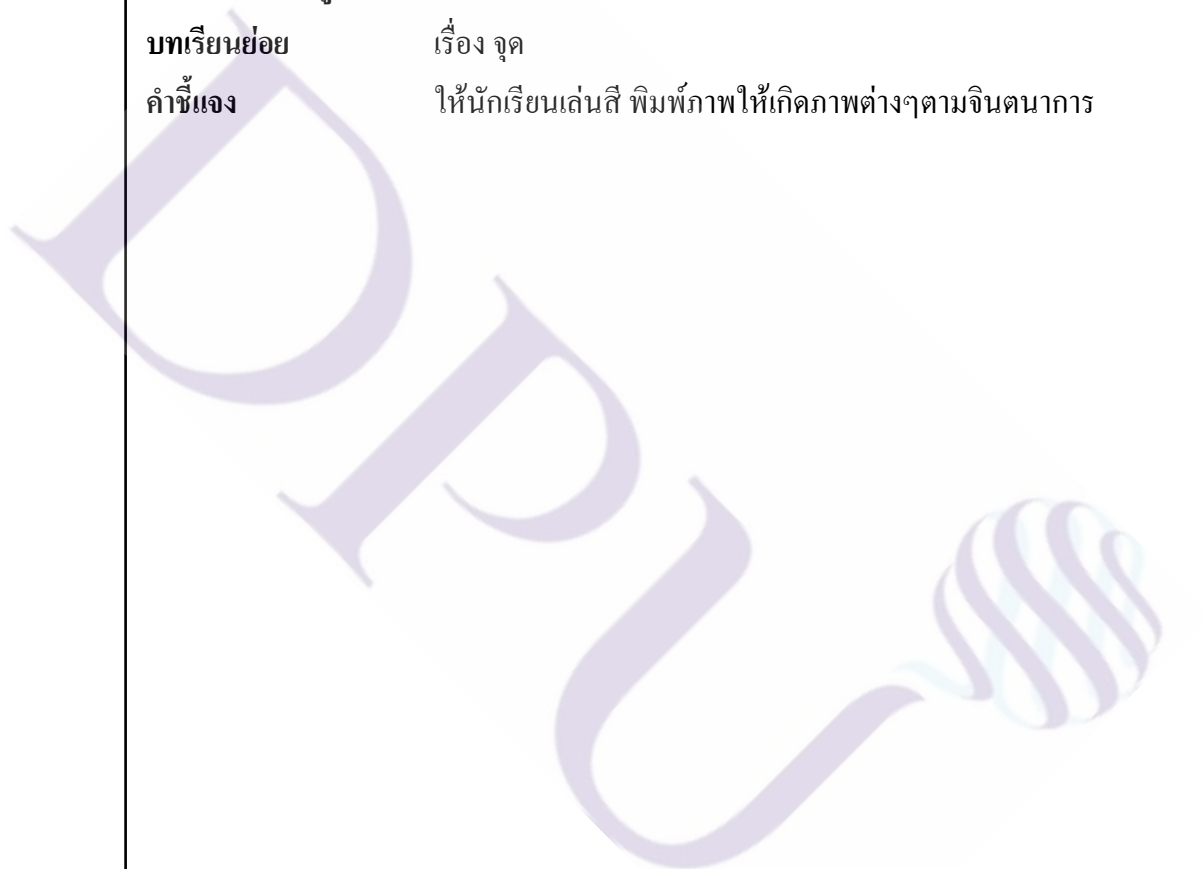 บทเรียนย่อย เรื่อง จุด
คำชี้แจง ให้นักเรียนเล่นสี พิมพ์ภาพให้เกิดภาพต่างๆตามจินตนาการ
DPU